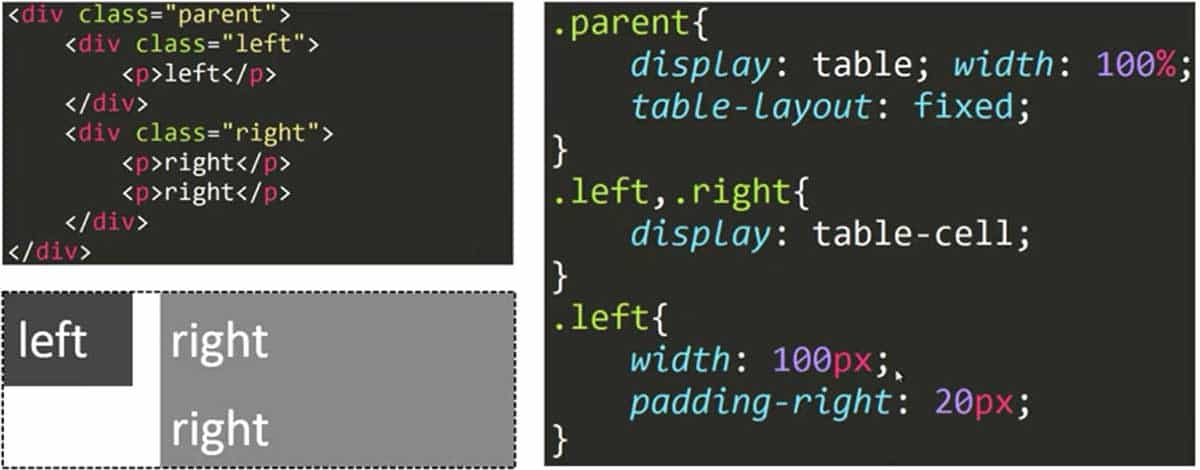 <div class="parent">
    <div class="left">
        <p>left</p>
    </div>
    <div class="right">
        <p>right</p>
        <p>right</p>
    </div>
</div>
left
right
right
.parent{
    display: table; width: 100%;
    table-layout: fixed;
}
.left,.right{
    display: table-cell;
}
.left{
    width: 100px;
    padding-right: 20px;
}